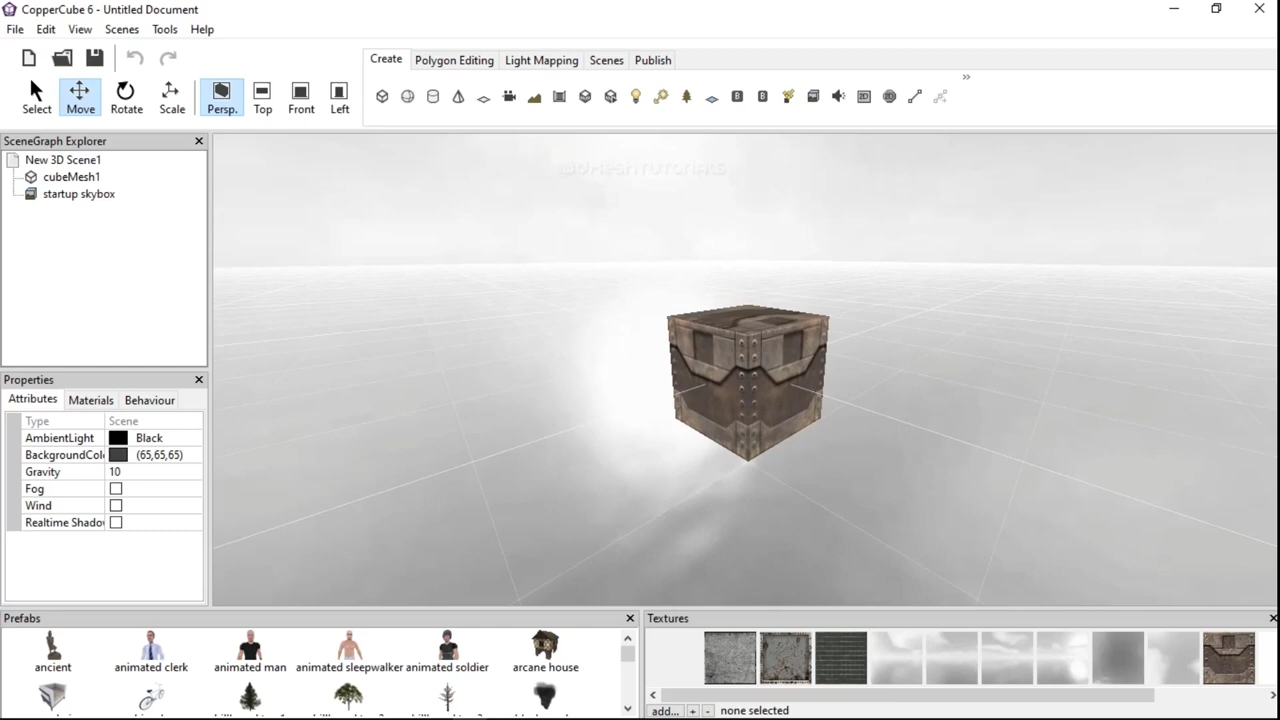 CopperCube 6 - Untitled Document
File Edit View Scenes Tools Help
Create Polygon Editing Light Mapping Scenes Publish
Select Move Rotate Scale Persp. Top Front Left
SceneGraph Explorer
New 3D Scene1
cubeMesh1
startup skybox
3DMESHTUTORIALS
Properties
Attributes Materials Behaviour
Type Scene
AmbientLight Black
BackgroundColo (65,65,65)
Gravity 10
Fog
Wind
Realtime Shado
Prefabs
ancient animated clerk animated man animated sleepwalker animated soldier arcane house
Textures
add... + - none selected